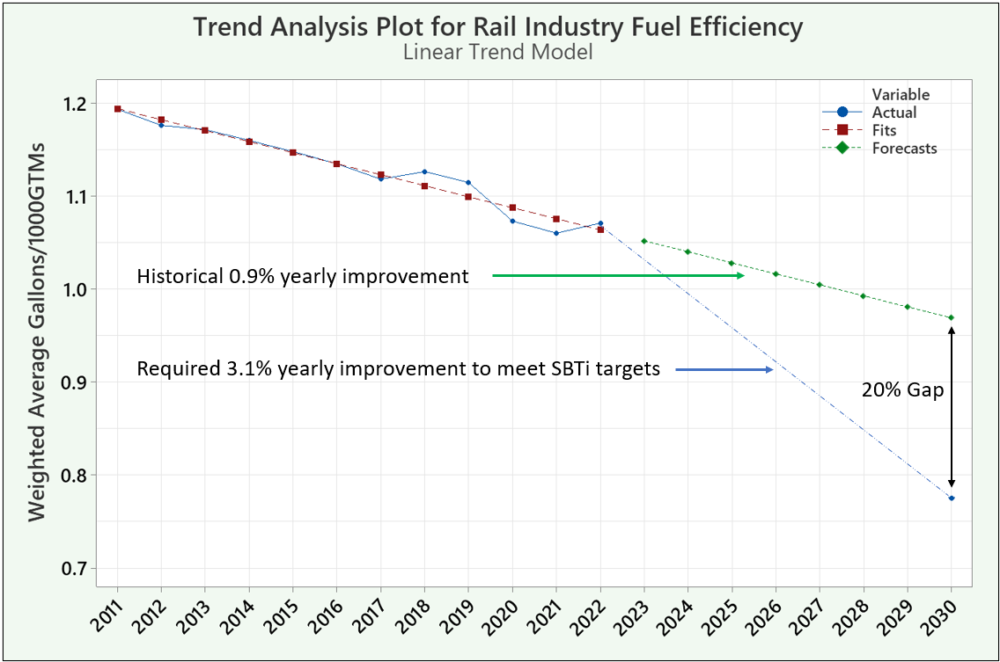 Trend Analysis Plot for Rail Industry Fuel Efficiency
Linear Trend Model
Weighted Average Gallons/1000GTMs
1.2
1.1
1.0
0.9
0.8
0.7
Variable
Actual
Fits
Forecasts
Historical 0.9% yearly improvement
Required 3.1% yearly improvement to meet SBTi targets
20% Gap
2011
2012
2013
2014
2015
2016
2017
2018
2019
2020
2021
2022
2023
2024
2025
2026
2027
2028
2029
2030